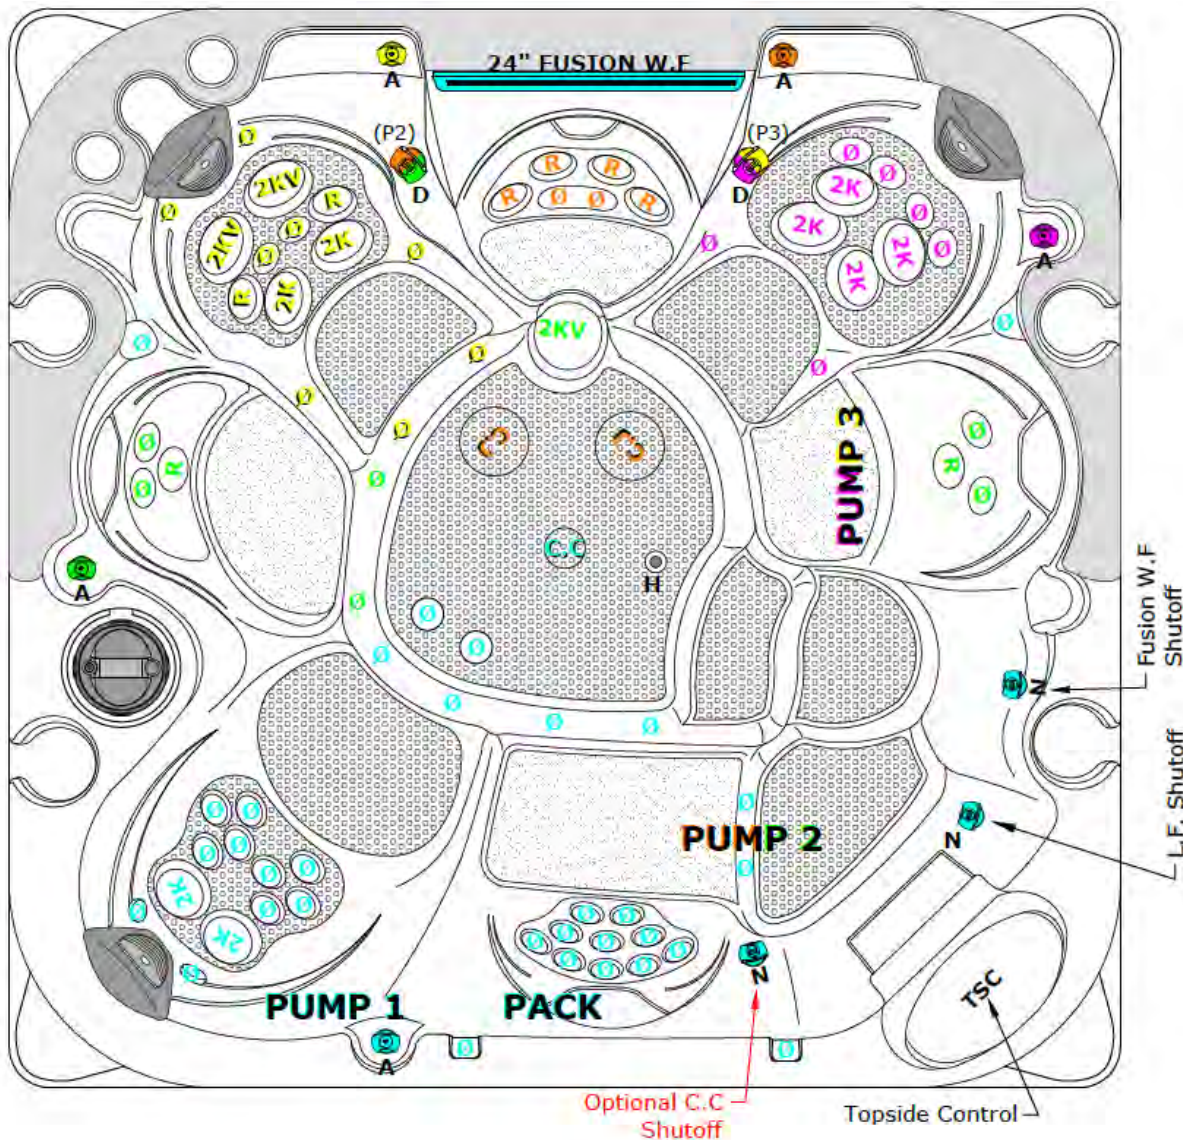 24" FUSION W.F
A
A
(P2)
(P3)
D
D
Ø
R
R
R
Ø
Ø
R
Ø
2KV
R
Ø
Ø
2KV
Ø
2K
Ø
R
2K
Ø
Ø
2K
Ø
2K
Ø
2K
Ø
2K
Ø
A
Ø
Ø
2KV
Ø
Ø
Ø
Ø
Ø
Ø
R
Ø
Ø
PUMP 3
Ø
R
Ø
C.C
H
A
Ø
Ø
Ø
Ø
Ø
Ø
Ø
N
Fusion W.F
Shutoff
N
L.F. Shutoff
Ø
Ø
PUMP 2
Ø
Ø
Ø
Ø
Ø
Ø
Ø
Ø
2K
2K
Ø
Ø
Ø
Ø
Ø
Ø
Ø
Ø
Ø
Ø
Ø
Ø
N
PUMP 1
PACK
TSC
A
Ø
Ø
Optional C.C
Shutoff
Topside Control